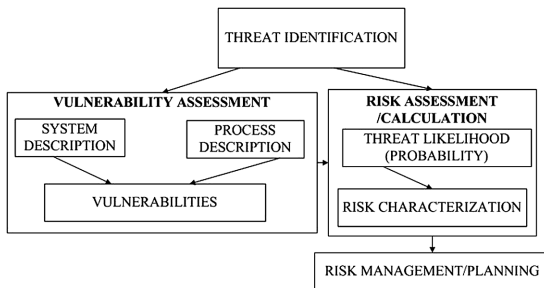 THREAT IDENTIFICATION
VULNERABILITY ASSESSMENT
SYSTEM
DESCRIPTION
PROCESS
DESCRIPTION
VULNERABILITIES
RISK ASSESSMENT
/CALCULATION
THREAT LIKELIHOOD
(PROBABILITY)
RISK CHARACTERIZATION
RISK MANAGEMENT/PLANNING